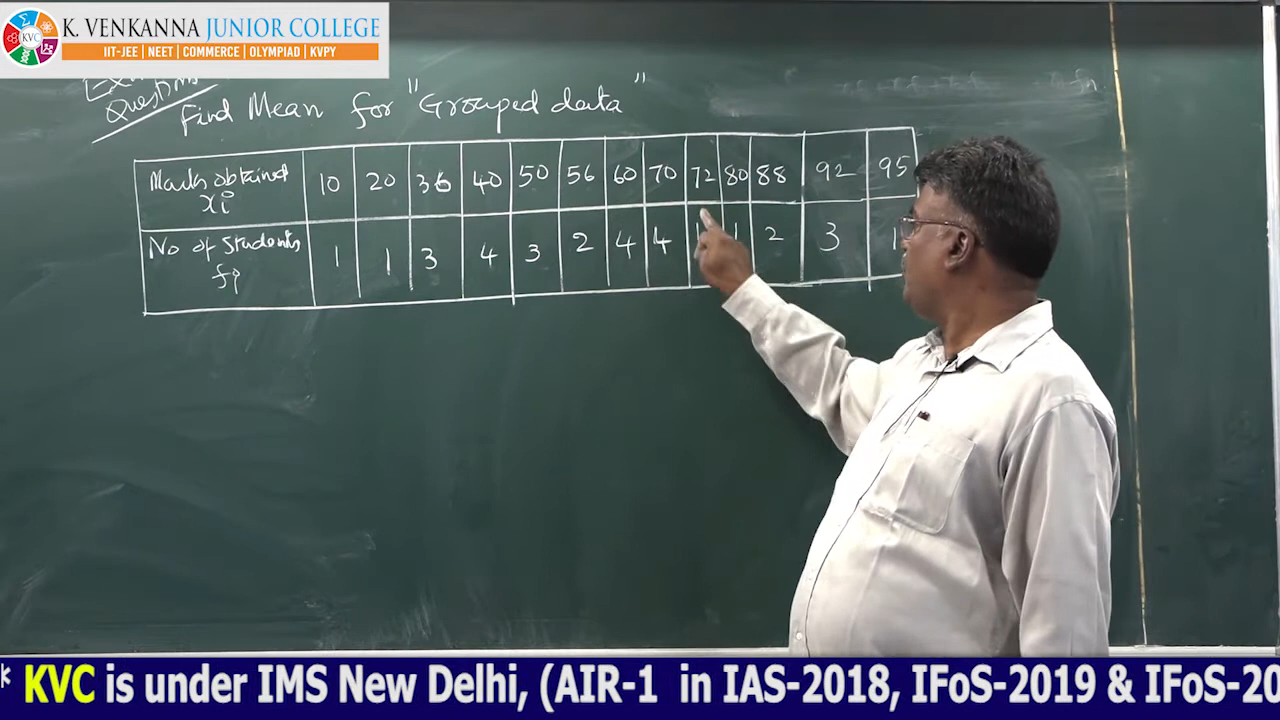 KVC
K. VENKANNA JUNIOR COLLEGE
IIT-JEE | NEET | COMMERCE | OLYMPIAD | KVPY
Questions
Find Mean for "Grouped data"
Marks obtained xi 10 20 36 40 50 56 60 70 72 80 88 92 95
No of Students fi 1 1 3 4 3 2 4 4 1 1 2 3 1
* KVC is under IMS New Delhi, (AIR-1 in IAS-2018, IFoS-2019 & IFoS-20